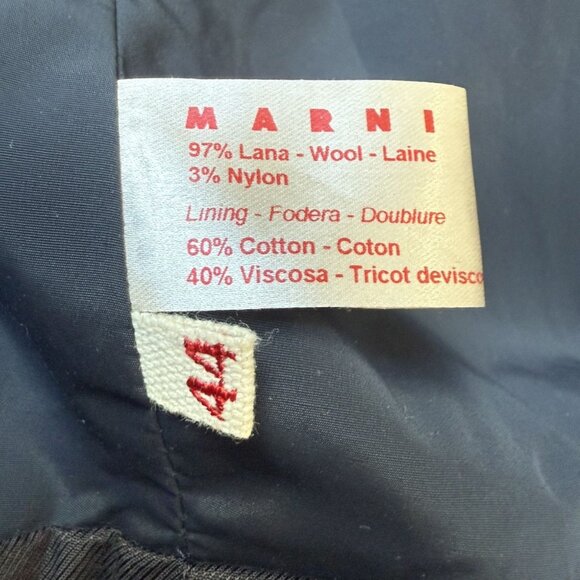 MARNI
97% Lana - Wool - Laine
3% Nylon
Lining - Fodera - Doublure
60% Cotton - Coton
40% Viscosa - Tricot devisco
44